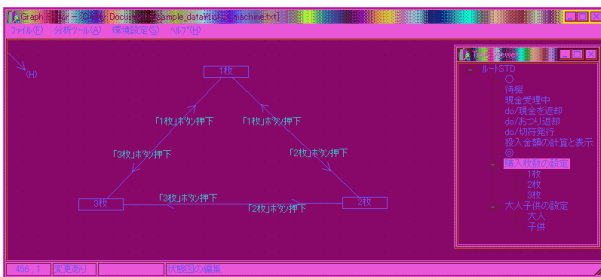 ファイル(F) 分析ツール(A) 環境設定(S) ヘルプ(H)
(H)
1枚
「1枚」ボタン押下
「1枚」ボタン押下
「3枚」ボタン押下
「2枚」ボタン押下
「3枚」ボタン押下
「2枚」ボタン押下
3枚
2枚
ルートSTD
待機
現金受理中
do/現金を返却
do/おつり返却
do/切符発行
投入金額の計算と表示
購入枚数の設定
1枚
2枚
3枚
大人子供の設定
大人
子供
456 , 1
変更あり
状態図の編集